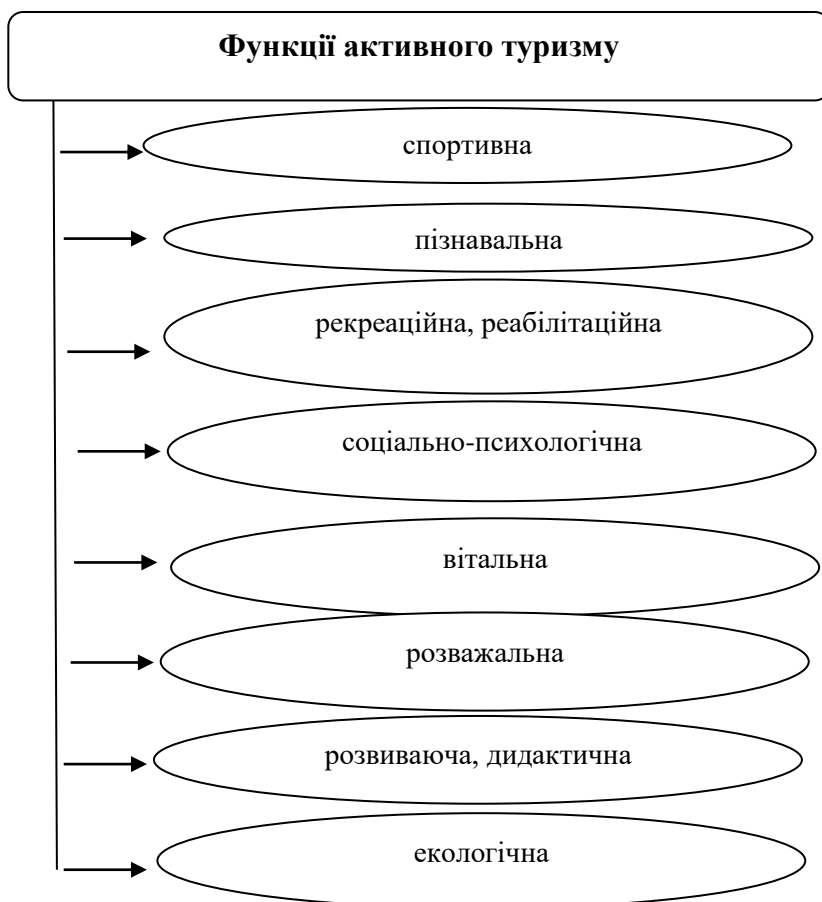 Функції активного туризму
спортивна
пізнавальна
рекреаційна, реабілітаційна
соціально-психологічна
вітальна
розважальна
розвиваюча, дидактична
екологічна